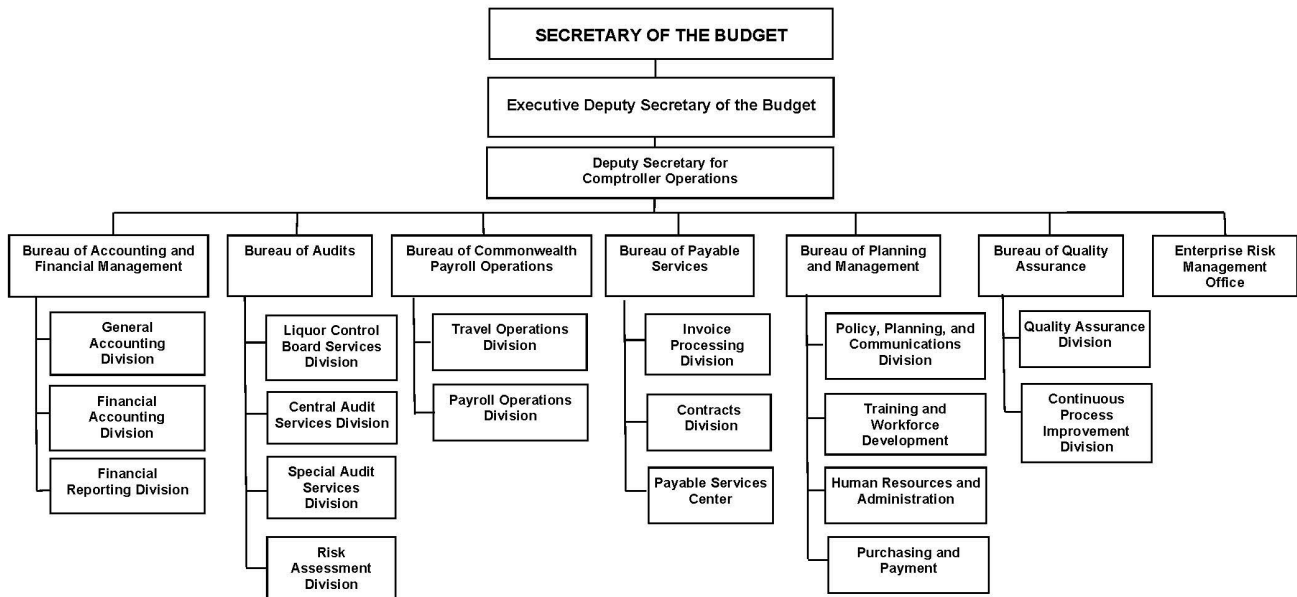 SECRETARY OF THE BUDGET
Executive Deputy Secretary of the Budget
Deputy Secretary for
Comptroller Operations
Bureau of Accounting and
Financial Management
Bureau of Audits
Bureau of Commonwealth
Payroll Operations
Bureau of Payable
Services
Bureau of Planning
and Management
Bureau of Quality
Assurance
Enterprise Risk
Management
Office
General
Accounting
Division
Financial
Accounting
Division
Financial
Reporting Division
Liquor Control
Board Services
Division
Central Audit
Services Division
Special Audit
Services
Division
Risk
Assessment
Division
Travel Operations
Division
Payroll Operations
Division
Invoice
Processing
Division
Contracts
Division
Payable Services
Center
Policy, Planning, and
Communications
Division
Training and
Workforce
Development
Human Resources and
Administration
Purchasing and
Payment
Quality Assurance
Division
Continuous
Process
Improvement
Division